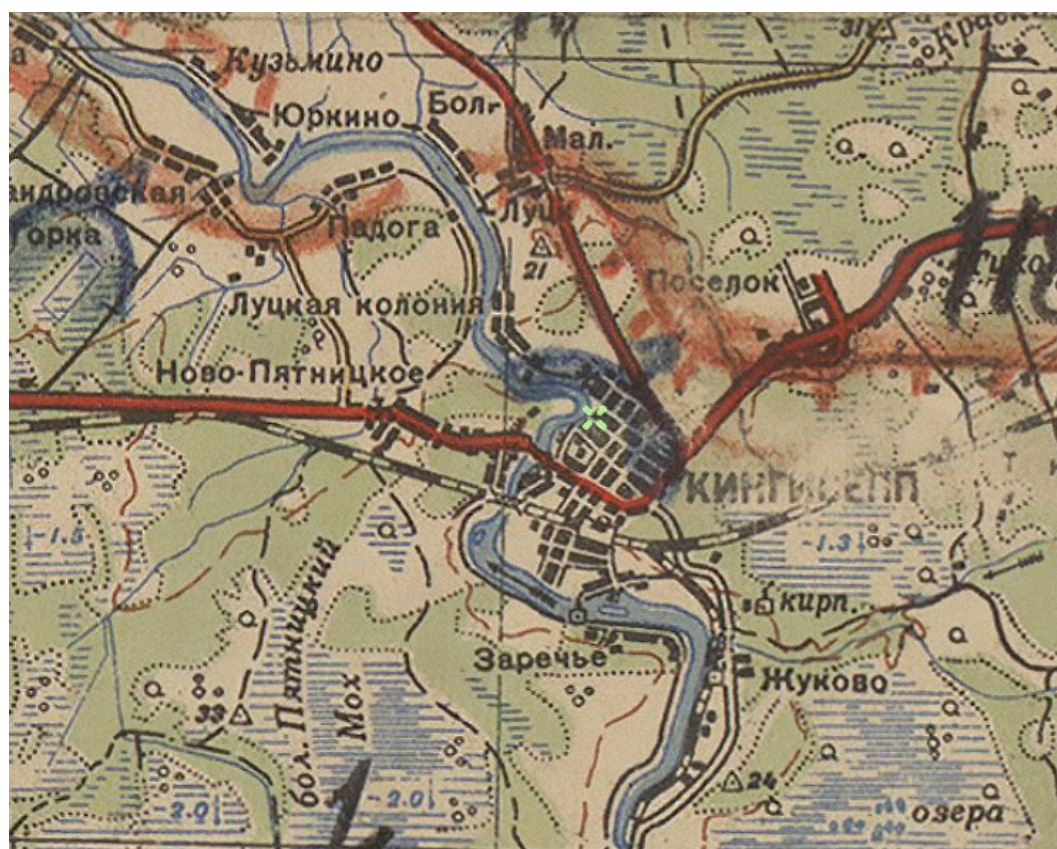 31
Кузьмино
Юркино
Бол.
Мал.
Луцк
Падога
Горка
21
Поселок
Луцкая колония
Ново-Пятницкое
КИНГИСЕПП
-1.5
-1.3
кирп.
Заречье
Жуково
бол. Пятницкий
Мох
33
24
-2.0
-2.0
озера